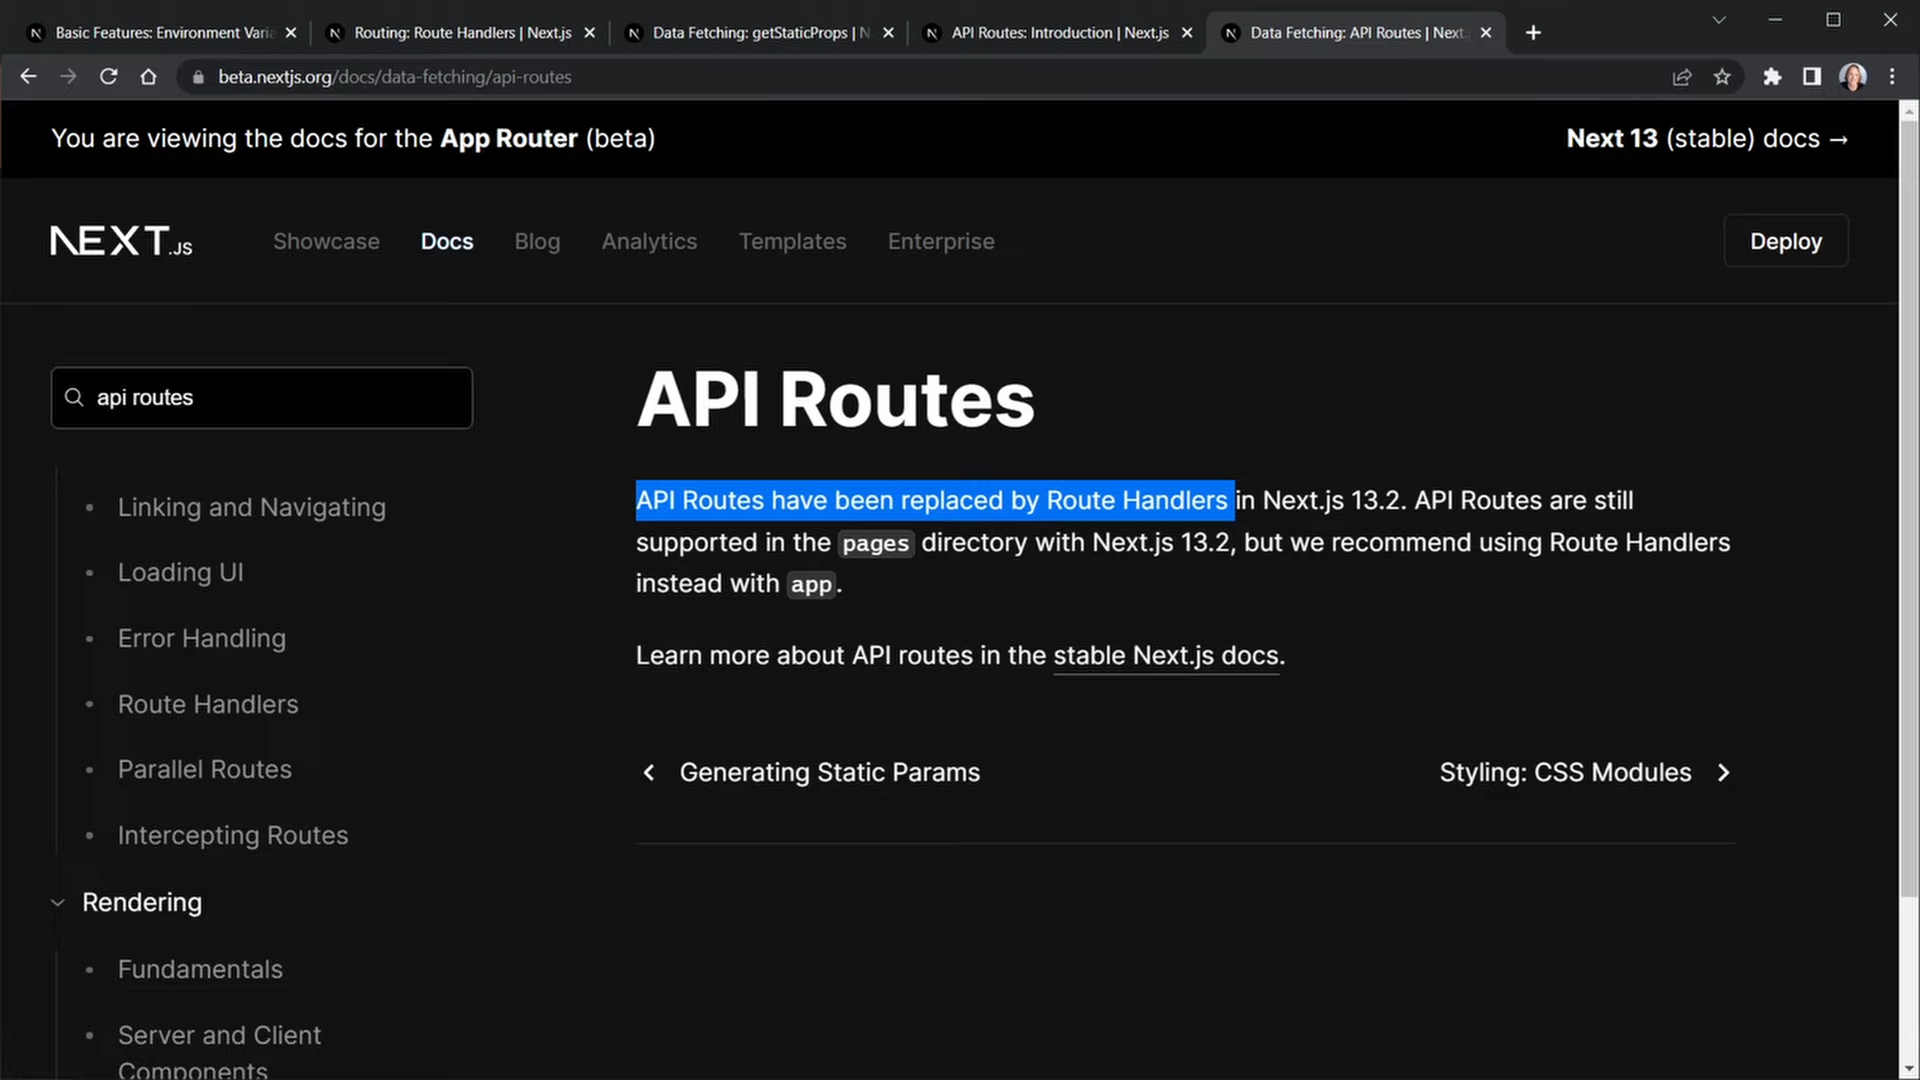 Basic Features: Environment Varia
Routing: Route Handlers | Next.js
Data Fetching: getStaticProps | N
API Routes: Introduction | Next.js
Data Fetching: API Routes | Next.
beta.nextjs.org/docs/data-fetching/api-routes
You are viewing the docs for the App Router (beta)
Next 13 (stable) docs →
NEXT.JS
Showcase
Docs
Blog
Analytics
Templates
Enterprise
Deploy
api routes
Linking and Navigating
Loading UI
Error Handling
Route Handlers
Parallel Routes
Intercepting Routes
Rendering
Fundamentals
Server and Client
Components
API Routes
API Routes have been replaced by Route Handlers in Next.js 13.2. API Routes are still
supported in the pages directory with Next.js 13.2, but we recommend using Route Handlers
instead with app.
Learn more about API routes in the stable Next.js docs.
Generating Static Params
Styling: CSS Modules